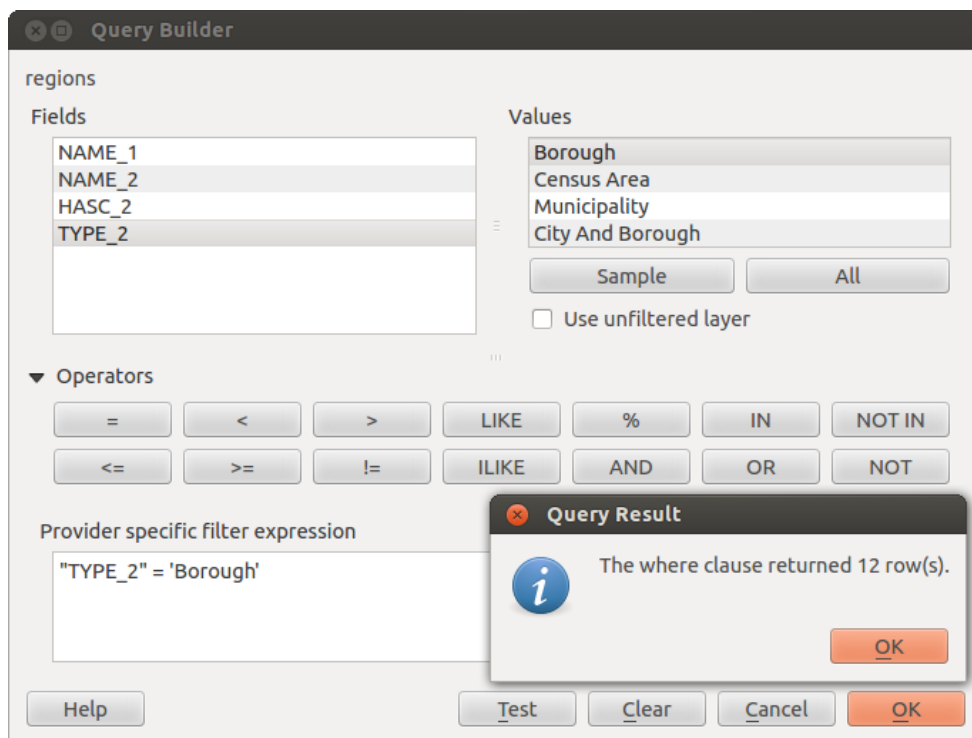 Query Builder
regions
Fields
Values
NAME_1
NAME_2
HASC_2
TYPE_2
Borough
Census Area
Municipality
City And Borough
Sample
All
Use unfiltered layer
Operators
= < > LIKE % IN NOT IN
<= >= != ILIKE AND OR NOT
Provider specific filter expression
"TYPE_2" = 'Borough'
Query Result
The where clause returned 12 row(s).
OK
Help Test Clear Cancel OK